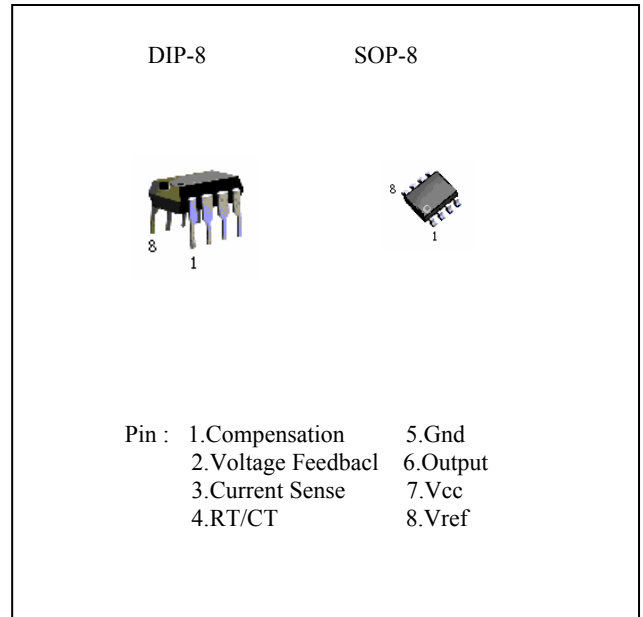 DIP-8 SOP-8
8
1
8
1
Pin : 1.Compensation 5.Gnd
2.Voltage Feedbacl 6.Output
3.Current Sense 7.Vcc
4.RT/CT 8.Vref